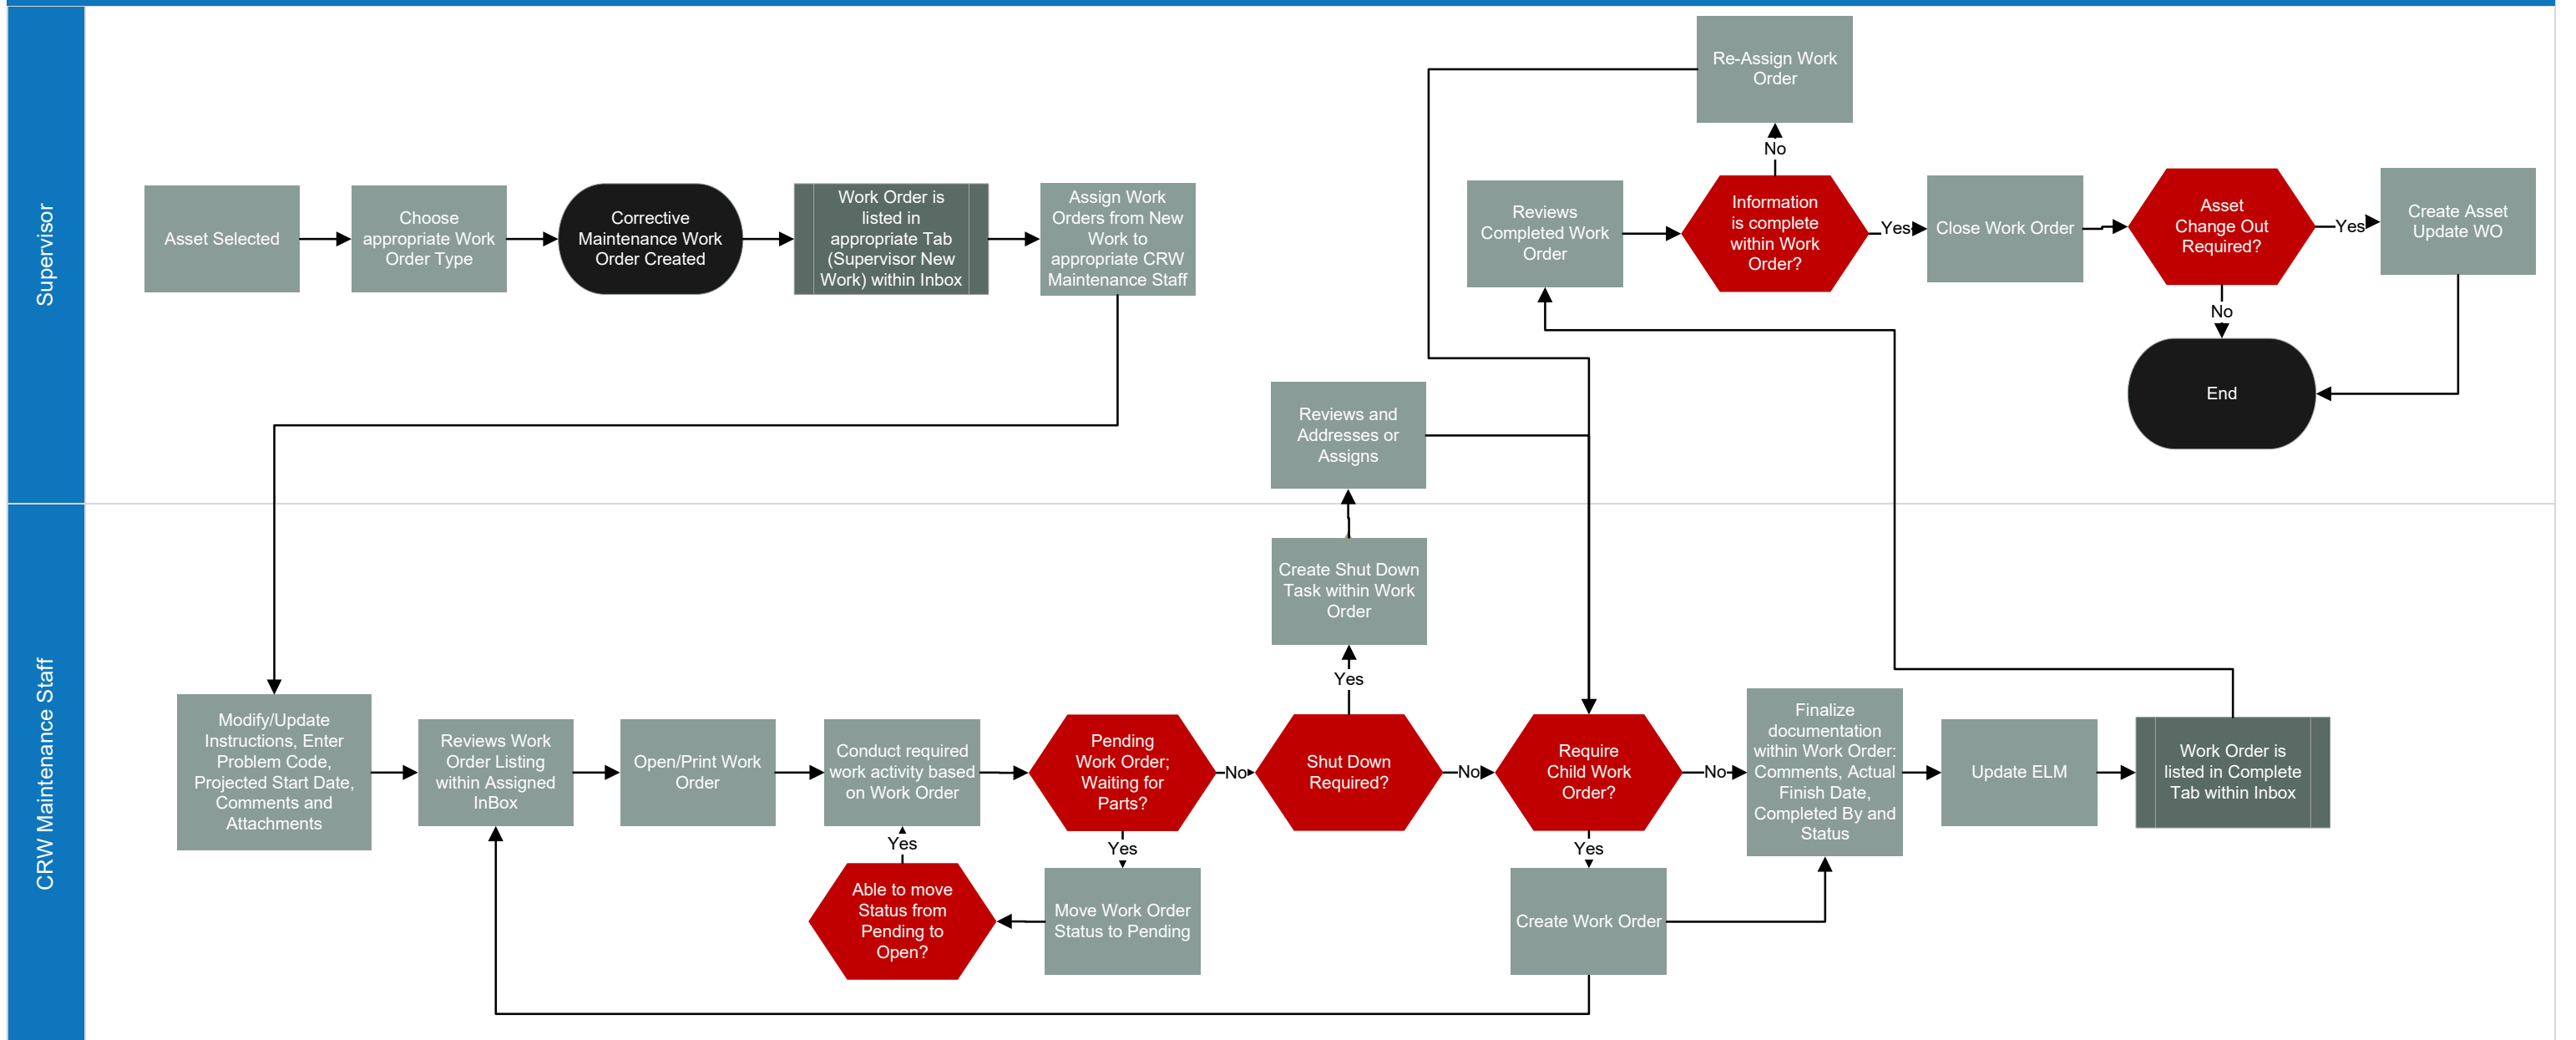 Supervisor
Asset Selected
Choose
appropriate Work
Order Type
Corrective
Maintenance Work
Order Created
Work Order is
listed in
appropriate Tab
(Supervisor New
Work) within Inbox
Assign Work
Orders from New
Work to
appropriate CRW
Maintenance Staff
Re-Assign Work
Order
No
Reviews
Completed Work
Order
Information
is complete
within Work
Order?
Yes
Close Work Order
Asset
Change Out
Required?
Yes
Create Asset
Update WO
No
End
Reviews and
Addresses or
Assigns
CRW Maintenance Staff
Create Shut Down
Task within Work
Order
Yes
Modify/Update
Instructions, Enter
Problem Code,
Projected Start Date,
Comments and
Attachments
Reviews Work
Order Listing
within Assigned
InBox
Open/Print Work
Order
Conduct required
work activity based
on Work Order
Pending
Work Order;
Waiting for
Parts?
No
Shut Down
Required?
No
Require
Child Work
Order?
No
Finalize
documentation
within Work Order:
Comments, Actual
Finish Date,
Completed By and
Status
Update ELM
Work Order is
listed in Complete
Tab within Inbox
Yes
Yes
Yes
Able to move
Status from
Pending to
Open?
Move Work Order
Status to Pending
Create Work Order